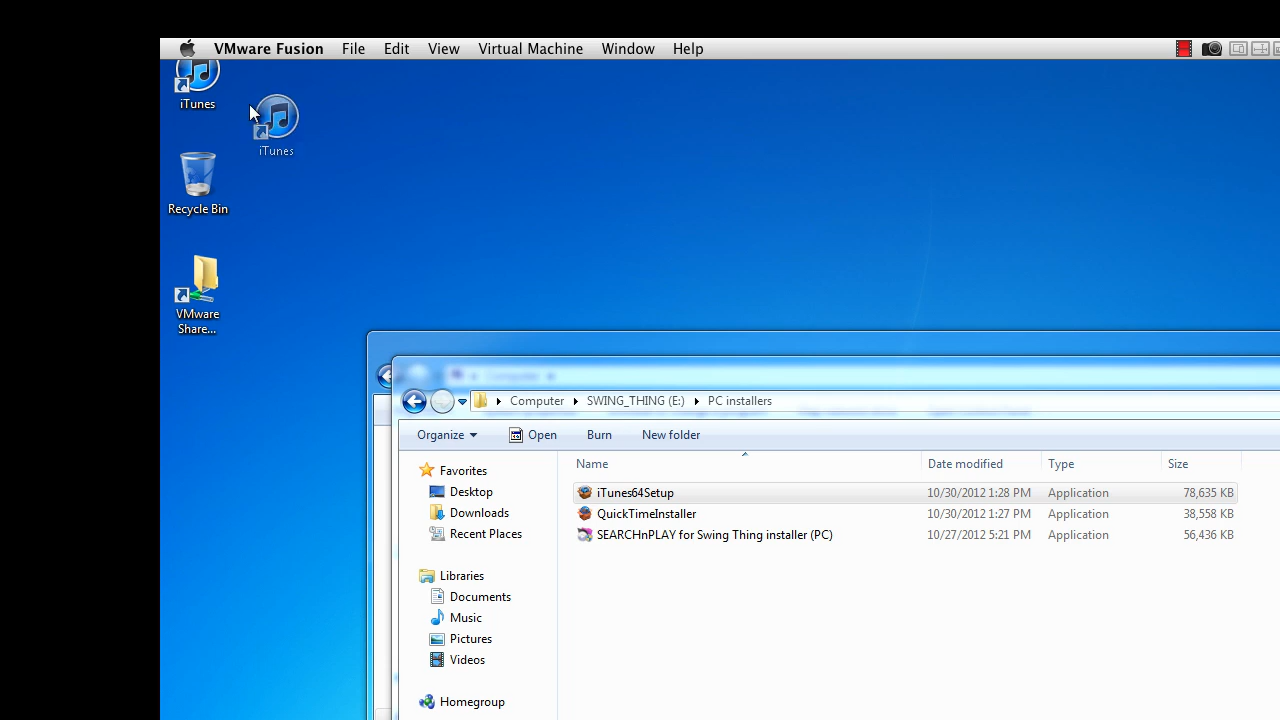 VMware Fusion File Edit View Virtual Machine Window Help
iTunes
iTunes
Recycle Bin
VMware
Share...
Computer SWING_THING (E:) PC installers
Organize Open Burn New folder
Name Date modified Type Size
Favorites
Desktop
Downloads
Recent Places
Libraries
Documents
Music
Pictures
Videos
Homegroup
iTunes64Setup 10/30/2012 1:28 PM Application 78,635 KB
QuickTimeInstaller 10/30/2012 1:27 PM Application 38,558 KB
SEARCHnPLAY for Swing Thing installer (PC) 10/27/2012 5:21 PM Application 56,436 KB